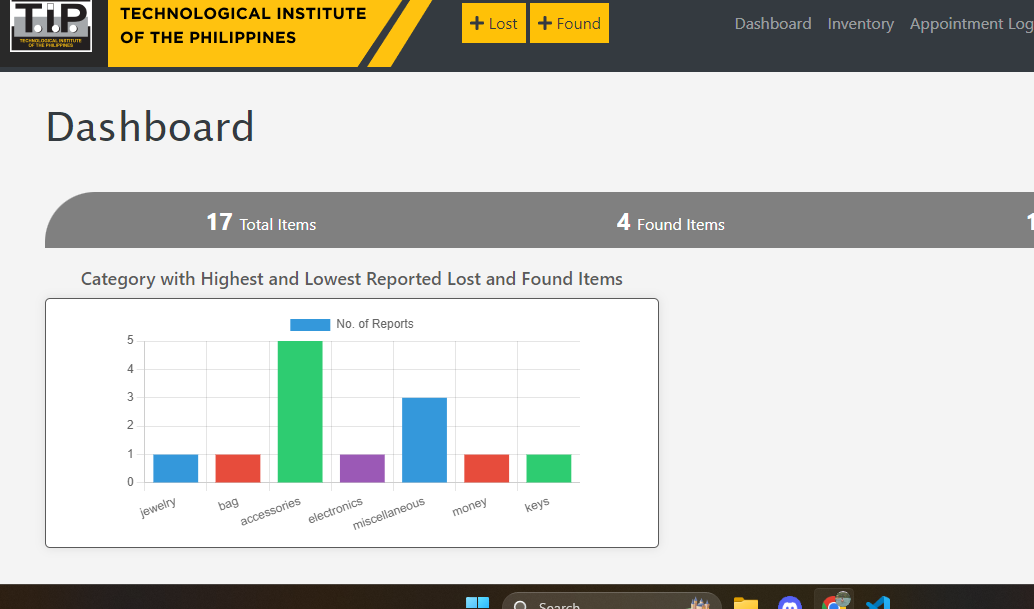 TIP
TECHNOLOGICAL INSTITUTE
OF THE PHILIPPINES
TECHNOLOGICAL INSTITUTE
OF THE PHILIPPINES
+ Lost
+ Found
Dashboard Inventory Appointment Log
Dashboard
17 Total Items
4 Found Items
1
Category with Highest and Lowest Reported Lost and Found Items
No. of Reports
5
4
3
2
1
0
jewelry
bag
accessories
electronics
miscellaneous
money
keys
Search